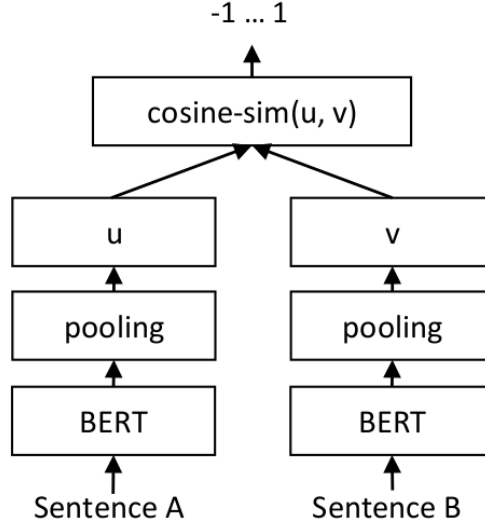 -1 ... 1
cosine-sim(u, v)
u
v
pooling
pooling
BERT
BERT
Sentence A
Sentence B